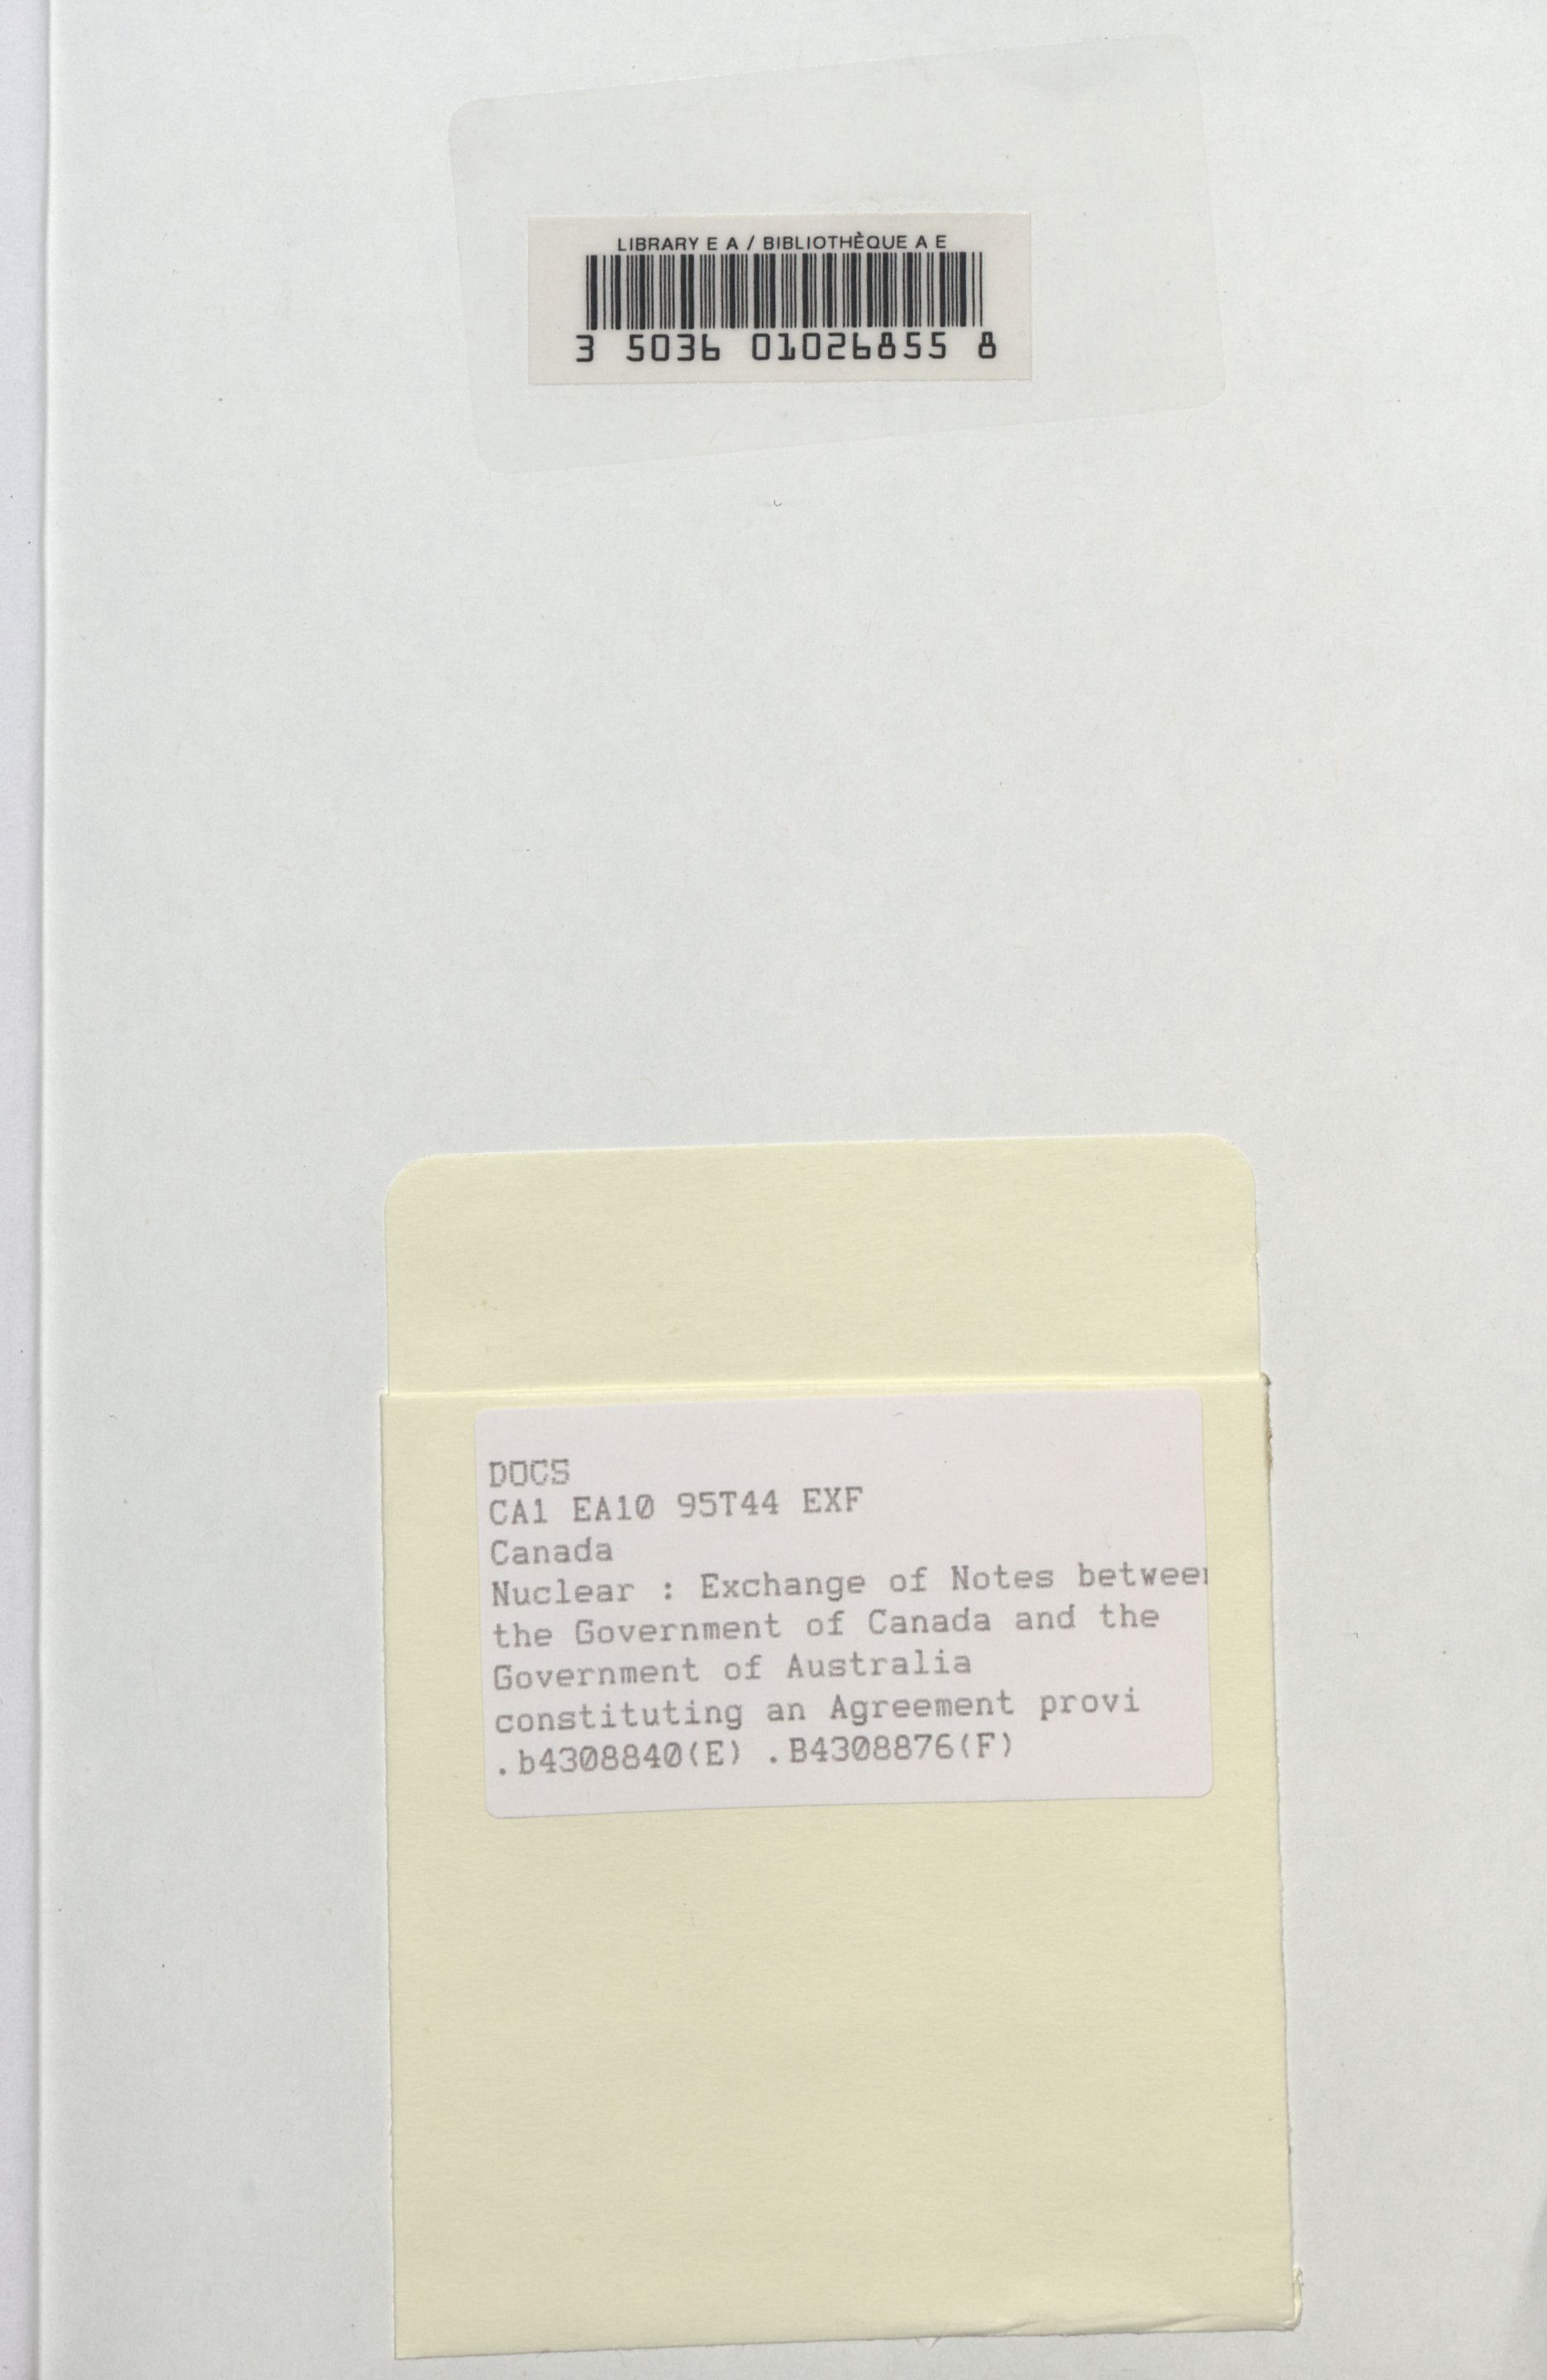 LIBRARY E A / BIBLIOTHÈQUE A E
3 5036 01026855 8
DOCS
CA1 EA10 95T44 EXF
Canada
Nuclear : Exchange of Notes between
the Government of Canada and the
Government of Australia
constituting an Agreement provi
.b4308840(E) .B4308876(F)